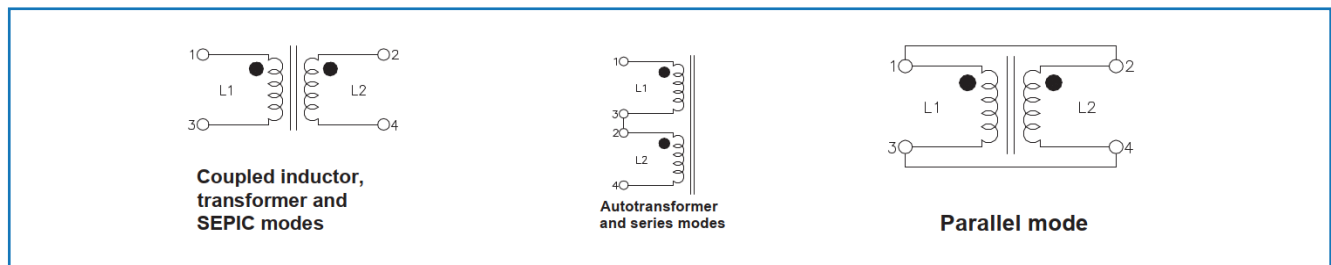 1
2
L1
L2
3
4
Coupled inductor,
transformer and
SEPIC modes
1
L1
3
2
L2
4
Autotransformer
and series modes
1
2
L1
L2
3
4
Parallel mode